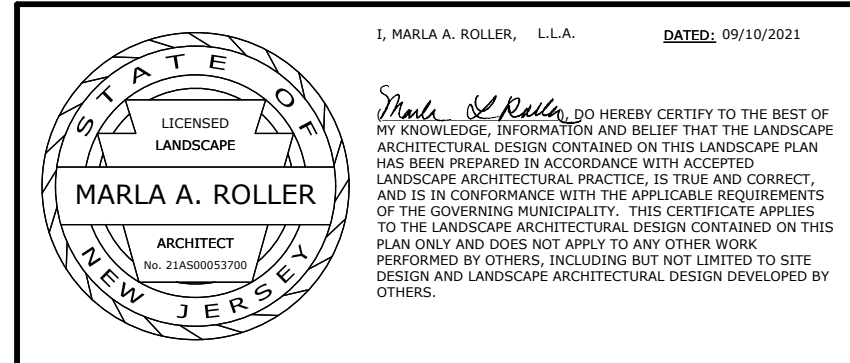 STATE OF
LICENSED
LANDSCAPE
MARLA A. ROLLER
ARCHITECT
No. 21AS00053700
NEW JERSEY
I, MARLA A. ROLLER, L.L.A. DATED: 09/10/2021
Marla L Roller, DO HEREBY CERTIFY TO THE BEST OF
MY KNOWLEDGE, INFORMATION AND BELIEF THAT THE LANDSCAPE
ARCHITECTURAL DESIGN CONTAINED ON THIS LANDSCAPE PLAN
HAS BEEN PREPARED IN ACCORDANCE WITH ACCEPTED
LANDSCAPE ARCHITECTURAL PRACTICE, IS TRUE AND CORRECT,
AND IS IN CONFORMANCE WITH THE APPLICABLE REQUIREMENTS
OF THE GOVERNING MUNICIPALITY. THIS CERTIFICATE APPLIES
TO THE LANDSCAPE ARCHITECTURAL DESIGN CONTAINED ON THIS
PLAN ONLY AND DOES NOT APPLY TO ANY OTHER WORK
PERFORMED BY OTHERS, INCLUDING BUT NOT LIMITED TO SITE
DESIGN AND LANDSCAPE ARCHITECTURAL DESIGN DEVELOPED BY
OTHERS.